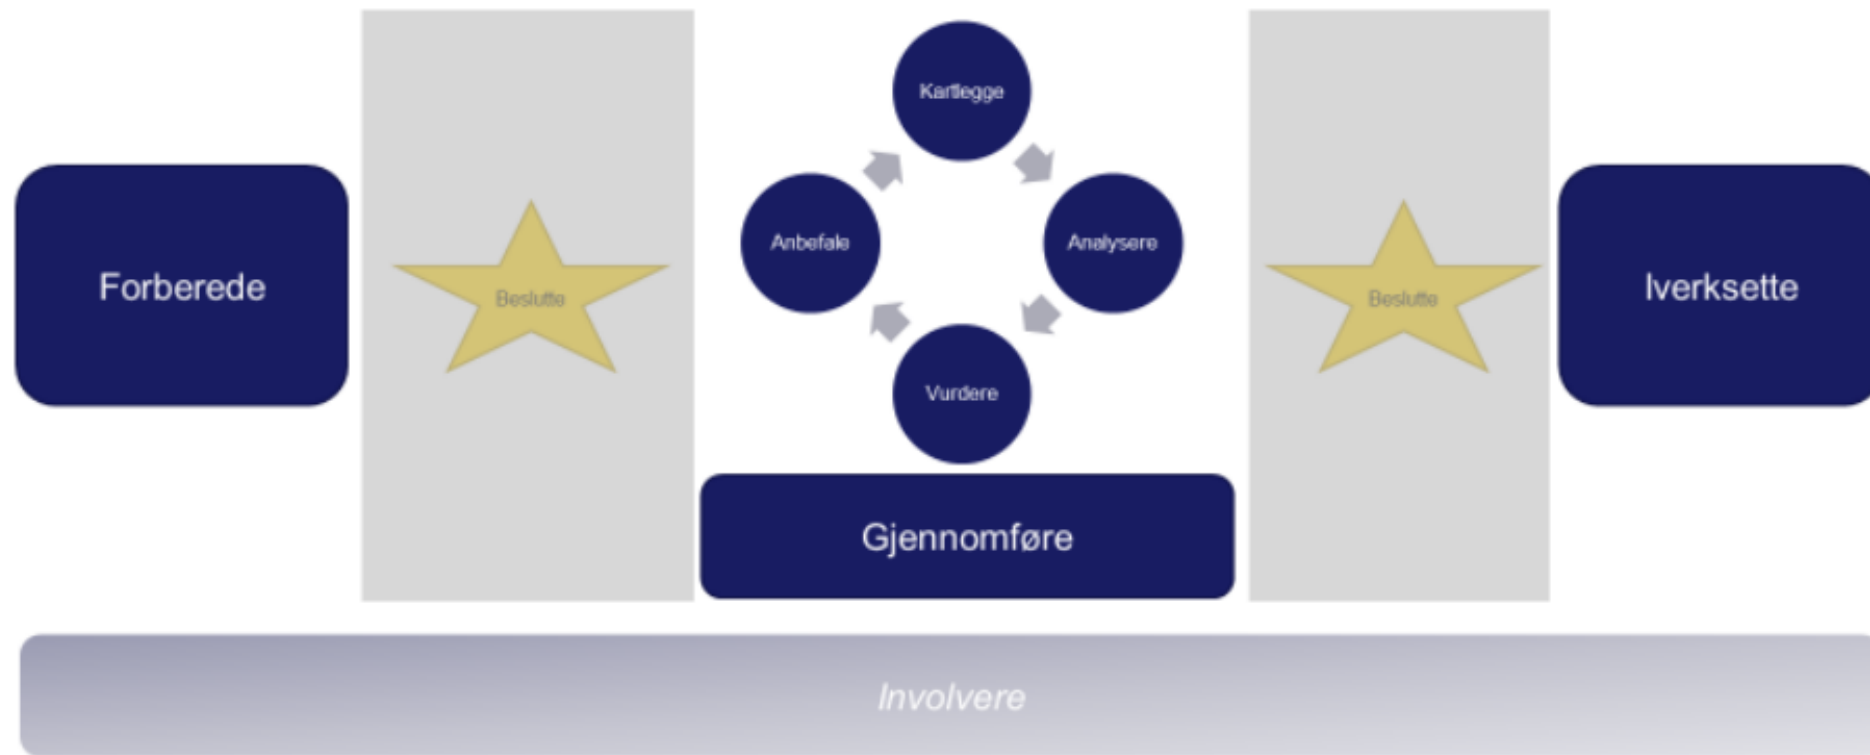 Kartlegge
Anbefale
Analysere
Forberede
Beslutte
Beslutte
Iverksette
Vurdere
Gjennomføre
Involvere